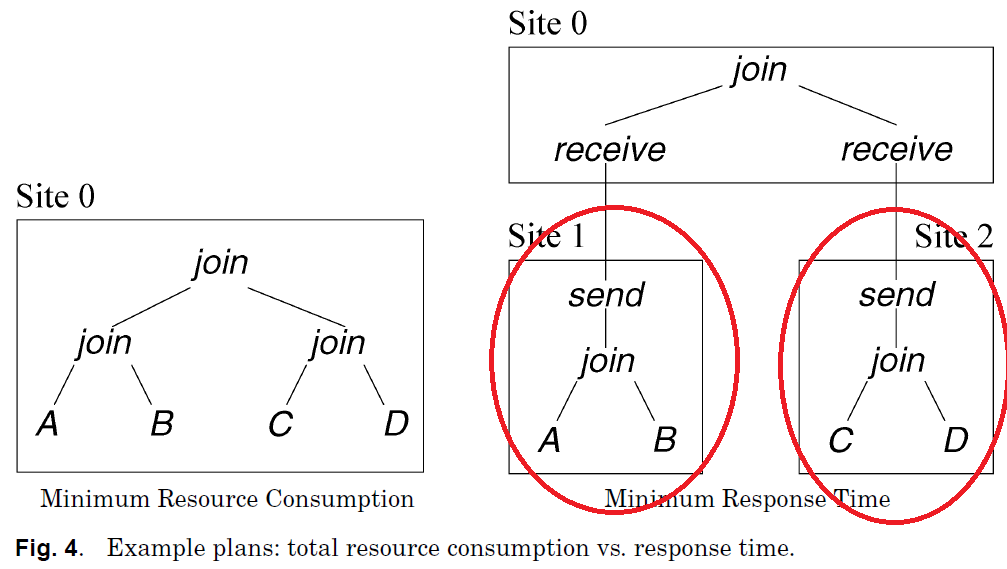 Site 0
join
receive receive
Site 0
join
join join
A B C D
Minimum Resource Consumption
Site 1 Site 2
send send
join join
A B C D
Minimum Response Time
Fig. 4. Example plans: total resource consumption vs. response time.